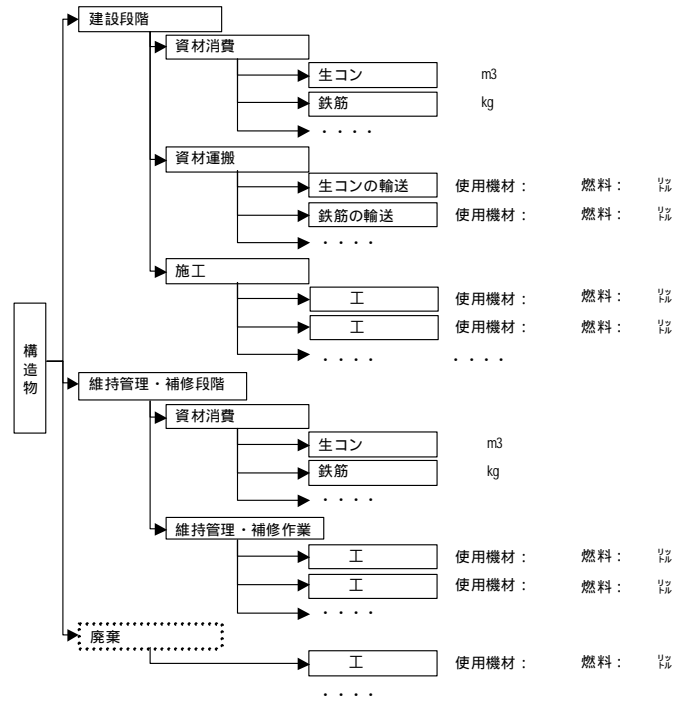 建設段階
資材消費
生コン m3
鉄筋 kg
・・・・
資材運搬
生コンの輸送 使用機材： 燃料： リットル
鉄筋の輸送 使用機材： 燃料： リットル
・・・・
施工
工 使用機材： 燃料： リットル
工 使用機材： 燃料： リットル
・・・・ ・・・・
構造物
維持管理・補修段階
資材消費
生コン m3
鉄筋 kg
・・・・
維持管理・補修作業
工 使用機材： 燃料： リットル
工 使用機材： 燃料： リットル
・・・・
廃棄
工 使用機材： 燃料： リットル
・・・・